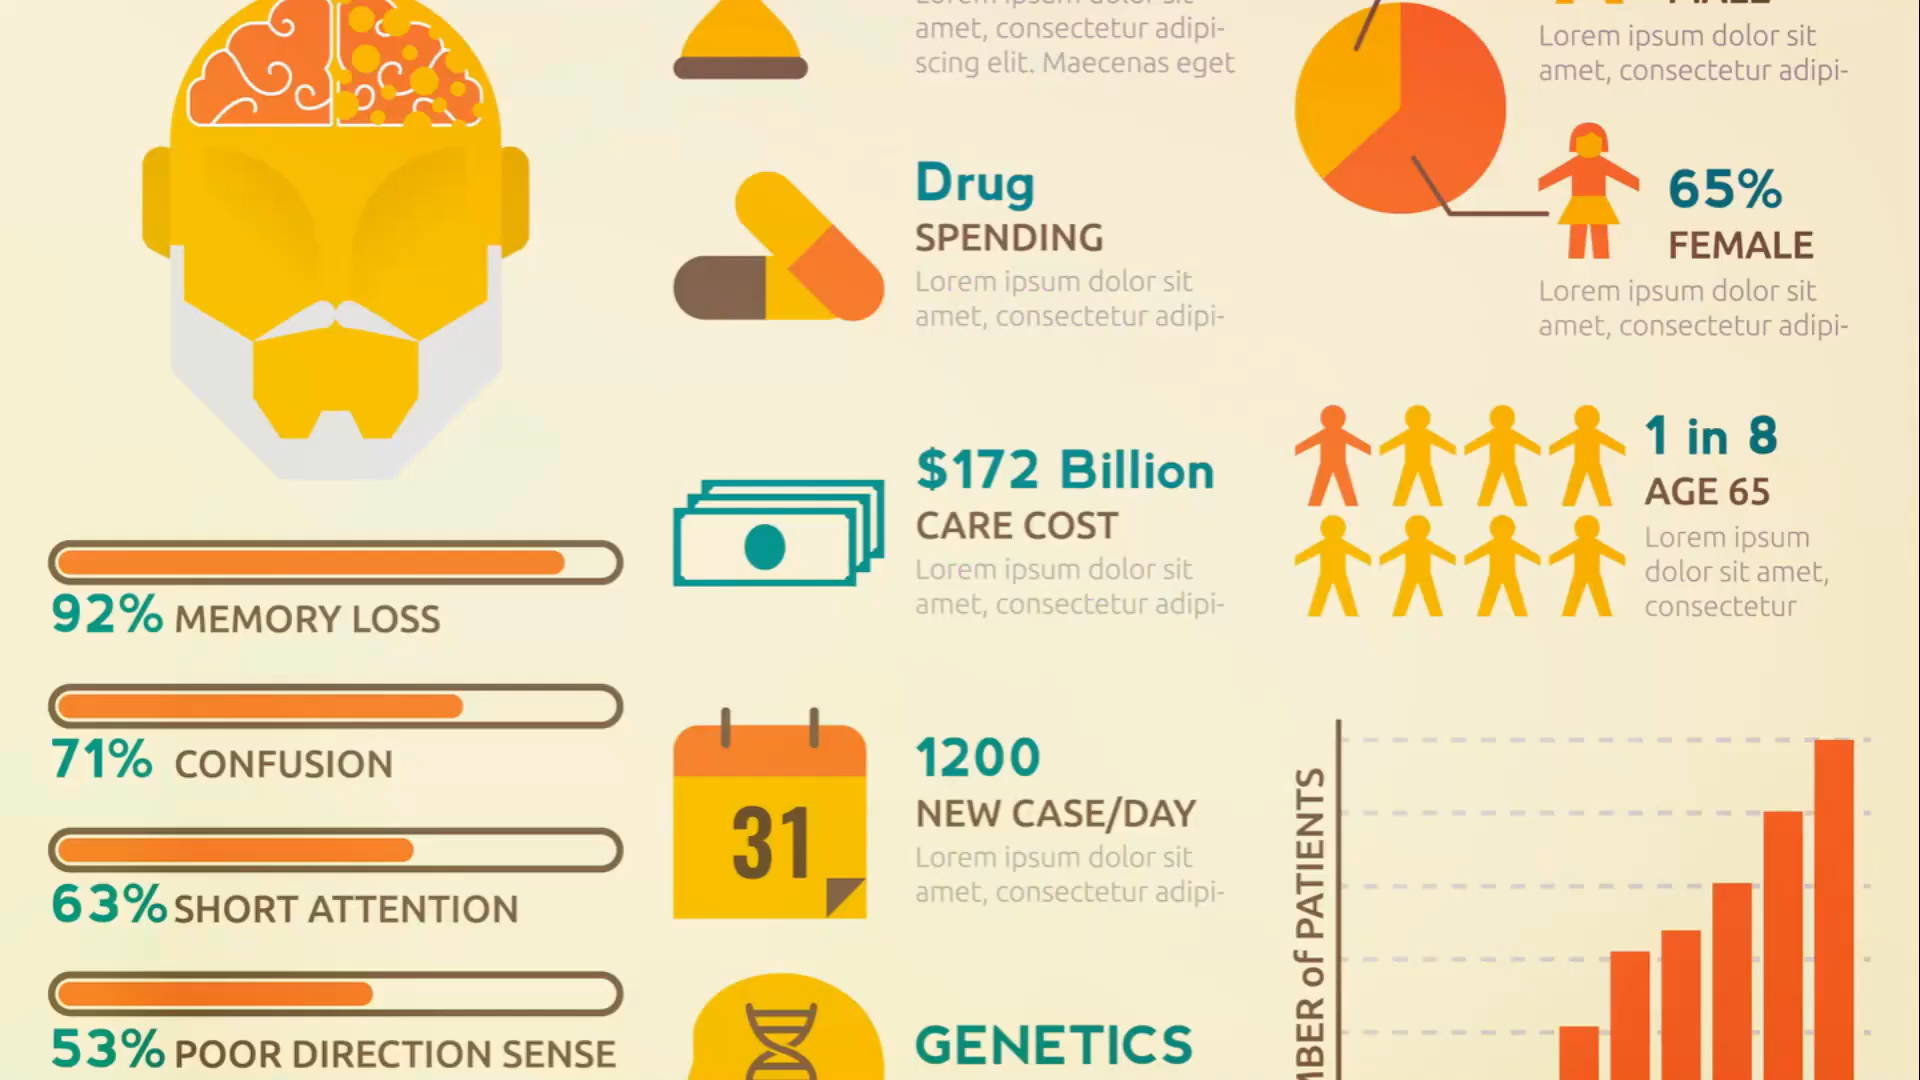 92% MEMORY LOSS
71% CONFUSION
63% SHORT ATTENTION
53% POOR DIRECTION SENSE
amet, consectetur adipi-
scing elit. Maecenas eget
Drug
SPENDING
Lorem ipsum dolor sit
amet, consectetur adipi-
$172 Billion
CARE COST
Lorem ipsum dolor sit
amet, consectetur adipi-
31
1200
NEW CASE/DAY
Lorem ipsum dolor sit
amet, consectetur adipi-
GENETICS
Lorem ipsum dolor sit
amet, consectetur adipi-
65%
FEMALE
Lorem ipsum dolor sit
amet, consectetur adipi-
1 in 8
AGE 65
Lorem ipsum
dolor sit amet,
consectetur
of PATIENTS